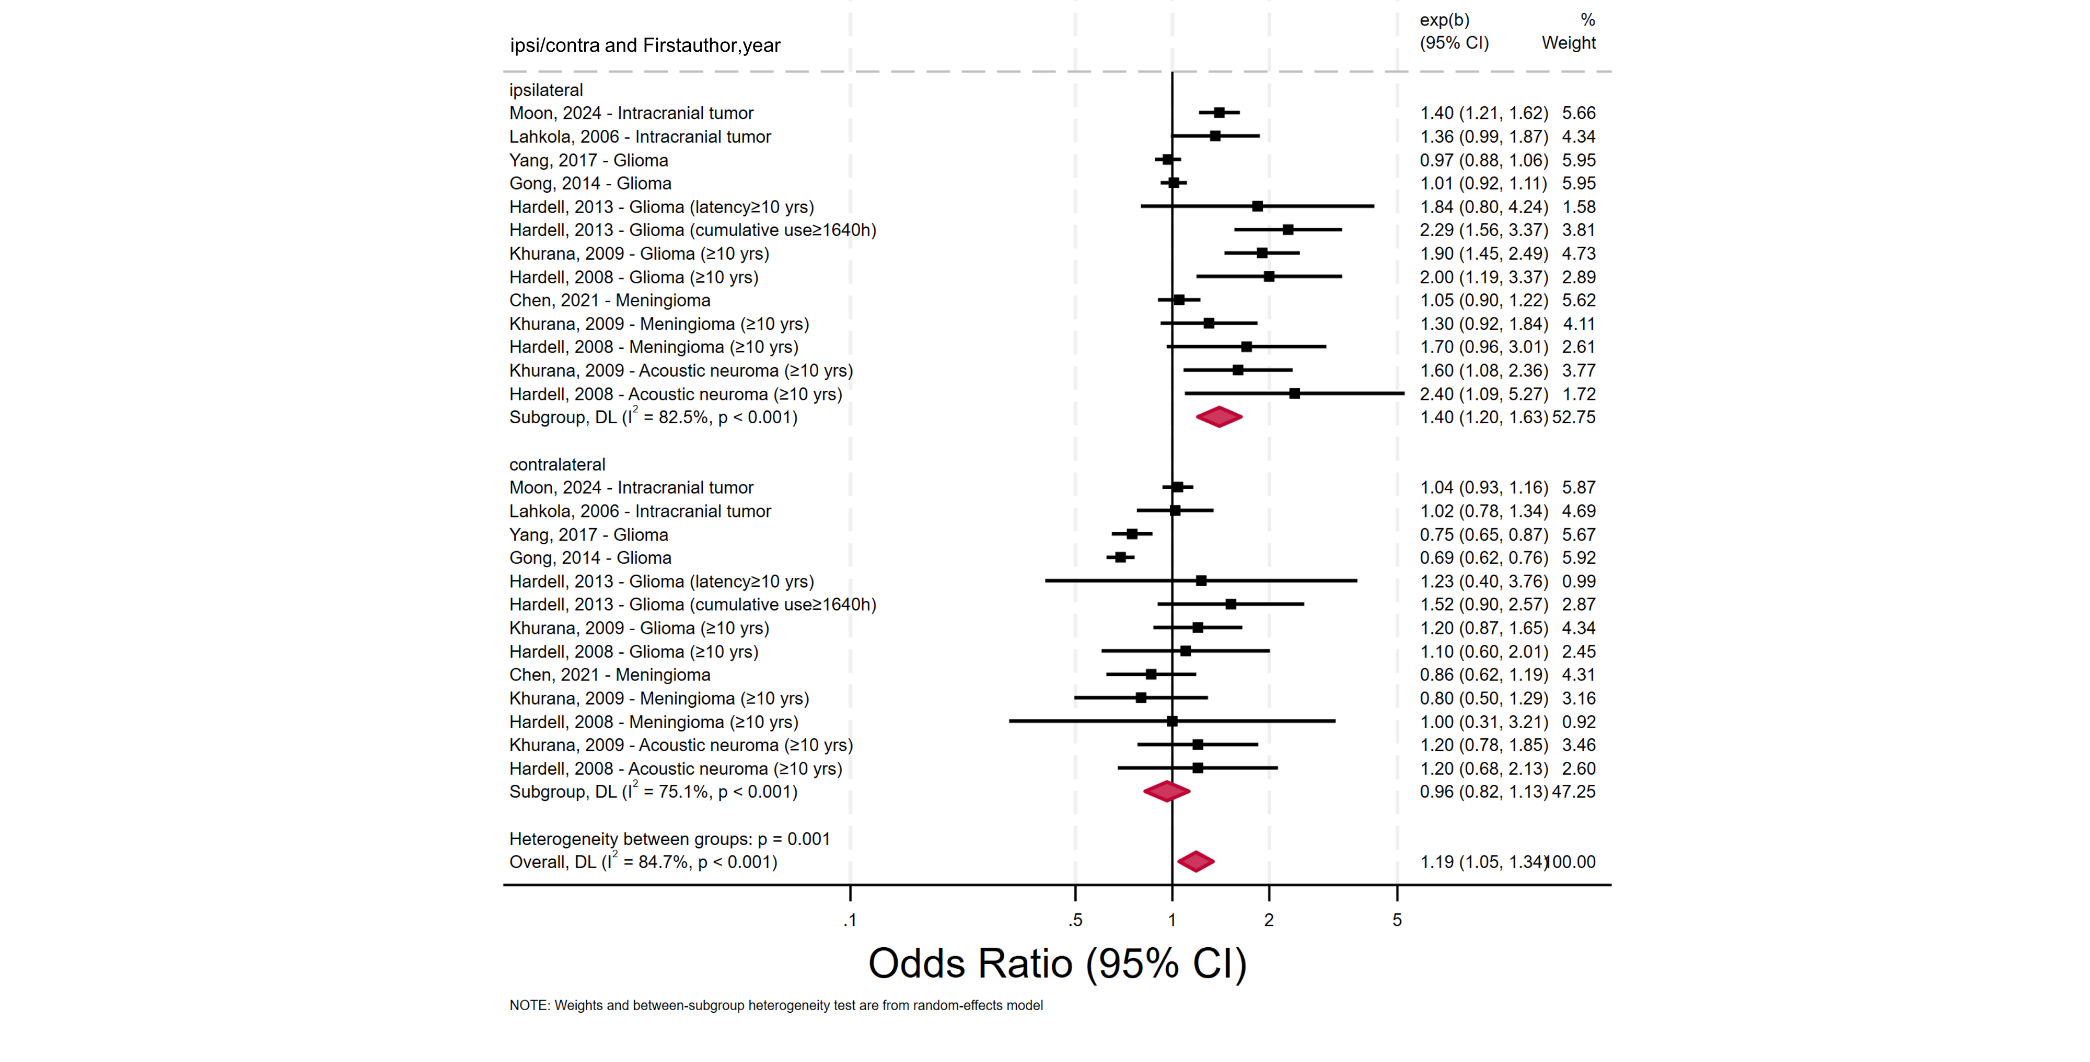 exp(b) %
ipsi/contra and Firstauthor,year (95% CI) Weight
ipsilateral
Moon, 2024 - Intracranial tumor 1.40 (1.21, 1.62) 5.66
Lahkola, 2006 - Intracranial tumor 1.36 (0.99, 1.87) 4.34
Yang, 2017 - Glioma 0.97 (0.88, 1.06) 5.95
Gong, 2014 - Glioma 1.01 (0.92, 1.11) 5.95
Hardell, 2013 - Glioma (latency≥10 yrs) 1.84 (0.80, 4.24) 1.58
Hardell, 2013 - Glioma (cumulative use≥1640h) 2.29 (1.56, 3.37) 3.81
Khurana, 2009 - Glioma (≥10 yrs) 1.90 (1.45, 2.49) 4.73
Hardell, 2008 - Glioma (≥10 yrs) 2.00 (1.19, 3.37) 2.89
Chen, 2021 - Meningioma 1.05 (0.90, 1.22) 5.62
Khurana, 2009 - Meningioma (≥10 yrs) 1.30 (0.92, 1.84) 4.11
Hardell, 2008 - Meningioma (≥10 yrs) 1.70 (0.96, 3.01) 2.61
Khurana, 2009 - Acoustic neuroma (≥10 yrs) 1.60 (1.08, 2.36) 3.77
Hardell, 2008 - Acoustic neuroma (≥10 yrs) 2.40 (1.09, 5.27) 1.72
Subgroup, DL (I² = 82.5%, p < 0.001) 1.40 (1.20, 1.63) 52.75
contralateral
Moon, 2024 - Intracranial tumor 1.04 (0.93, 1.16) 5.87
Lahkola, 2006 - Intracranial tumor 1.02 (0.78, 1.34) 4.69
Yang, 2017 - Glioma 0.75 (0.65, 0.87) 5.67
Gong, 2014 - Glioma 0.69 (0.62, 0.76) 5.92
Hardell, 2013 - Glioma (latency≥10 yrs) 1.23 (0.40, 3.76) 0.99
Hardell, 2013 - Glioma (cumulative use≥1640h) 1.52 (0.90, 2.57) 2.87
Khurana, 2009 - Glioma (≥10 yrs) 1.20 (0.87, 1.65) 4.34
Hardell, 2008 - Glioma (≥10 yrs) 1.10 (0.60, 2.01) 2.45
Chen, 2021 - Meningioma 0.86 (0.62, 1.19) 4.31
Khurana, 2009 - Meningioma (≥10 yrs) 0.80 (0.50, 1.29) 3.16
Hardell, 2008 - Meningioma (≥10 yrs) 1.00 (0.31, 3.21) 0.92
Khurana, 2009 - Acoustic neuroma (≥10 yrs) 1.20 (0.78, 1.85) 3.46
Hardell, 2008 - Acoustic neuroma (≥10 yrs) 1.20 (0.68, 2.13) 2.60
Subgroup, DL (I² = 75.1%, p < 0.001) 0.96 (0.82, 1.13) 47.25
Heterogeneity between groups: p = 0.001
Overall, DL (I² = 84.7%, p < 0.001) 1.19 (1.05, 1.34) 100.00
.1 .5 1 2 5
Odds Ratio (95% CI)
NOTE: Weights and between-subgroup heterogeneity test are from random-effects model